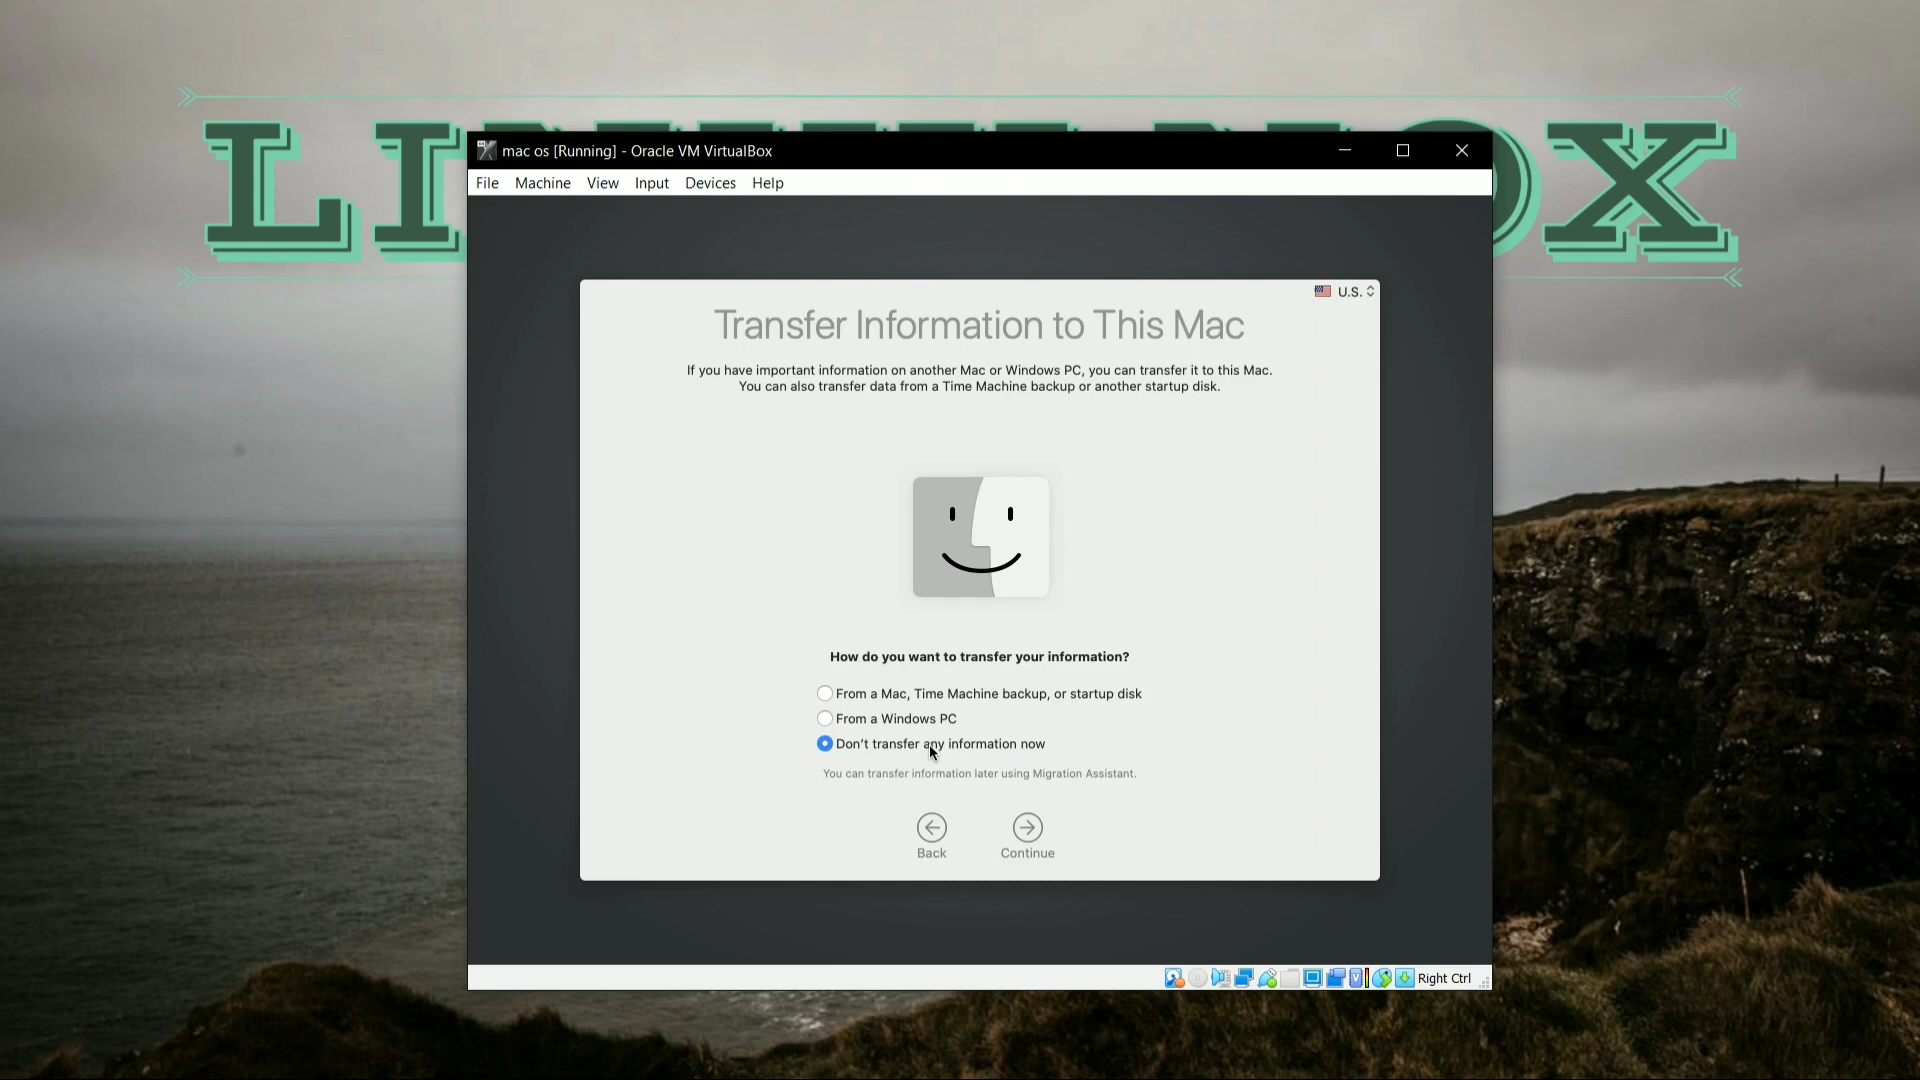 mac os [Running] - Oracle VM VirtualBox
File Machine View Input Devices Help
U.S.
Transfer Information to This Mac
If you have important information on another Mac or Windows PC, you can transfer it to this Mac.
You can also transfer data from a Time Machine backup or another startup disk.
How do you want to transfer your information?
From a Mac, Time Machine backup, or startup disk
From a Windows PC
Don't transfer any information now
You can transfer information later using Migration Assistant.
Back Continue
Right Ctrl